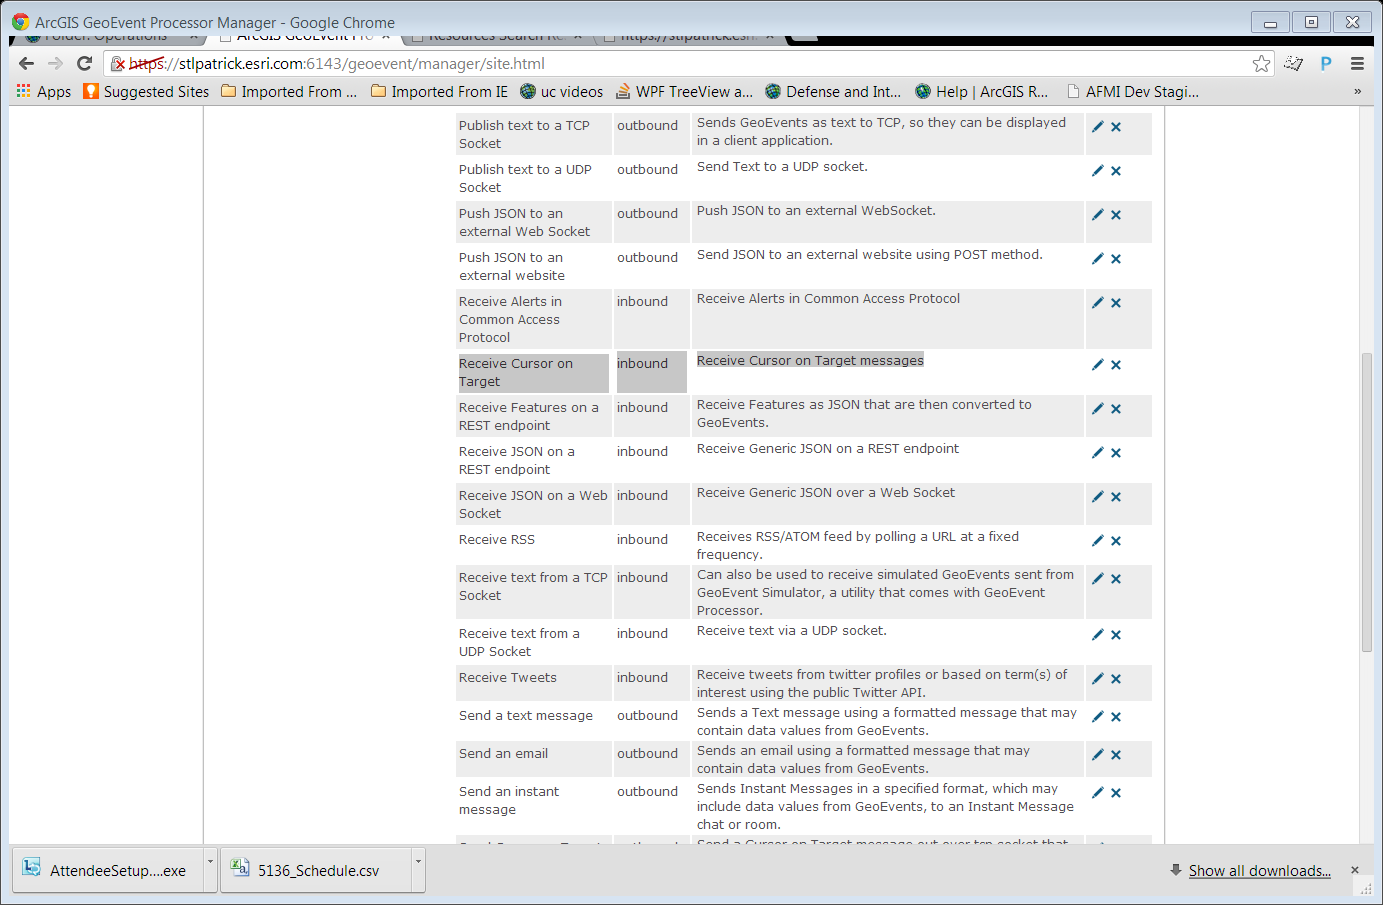 ArcGIS GeoEvent Processor Manager - Google Chrome
Folder: Operations
ArcGIS GeoEvent Pro
Resources Search Re
https://stlpatrick.esri
https://stlpatrick.esri.com:6143/geoevent/manager/site.html
Apps
Suggested Sites
Imported From ...
Imported From IE
uc videos
WPF TreeView a...
Defense and Int...
Help | ArcGIS R...
AFMI Dev Stagi...
»
Publish text to a TCP
Socket
outbound
Sends GeoEvents as text to TCP, so they can be displayed
in a client application.
Publish text to a UDP
Socket
outbound
Send Text to a UDP socket.
Push JSON to an
external Web Socket
outbound
Push JSON to an external WebSocket.
Push JSON to an
external website
outbound
Send JSON to an external website using POST method.
Receive Alerts in
Common Access
Protocol
inbound
Receive Alerts in Common Access Protocol
Receive Cursor on
Target
inbound
Receive Cursor on Target messages
Receive Features on a
REST endpoint
inbound
Receive Features as JSON that are then converted to
GeoEvents.
Receive JSON on a
REST endpoint
inbound
Receive Generic JSON on a REST endpoint
Receive JSON on a Web
Socket
inbound
Receive Generic JSON over a Web Socket
Receive RSS
inbound
Receives RSS/ATOM feed by polling a URL at a fixed
frequency.
Receive text from a TCP
Socket
inbound
Can also be used to receive simulated GeoEvents sent from
GeoEvent Simulator, a utility that comes with GeoEvent
Processor.
Receive text from a
UDP Socket
inbound
Receive text via a UDP socket.
Receive Tweets
inbound
Receive tweets from twitter profiles or based on term(s) of
interest using the public Twitter API.
Send a text message
outbound
Sends a Text message using a formatted message that may
contain data values from GeoEvents.
Send an email
outbound
Sends an email using a formatted message that may
contain data values from GeoEvents.
Send an instant
message
outbound
Sends Instant Messages in a specified format, which may
include data values from GeoEvents, to an Instant Message
chat or room.
Send a Cursor on Target message out over tcp socket that
AttendeeSetup....exe
5136_Schedule.csv
Show all downloads...